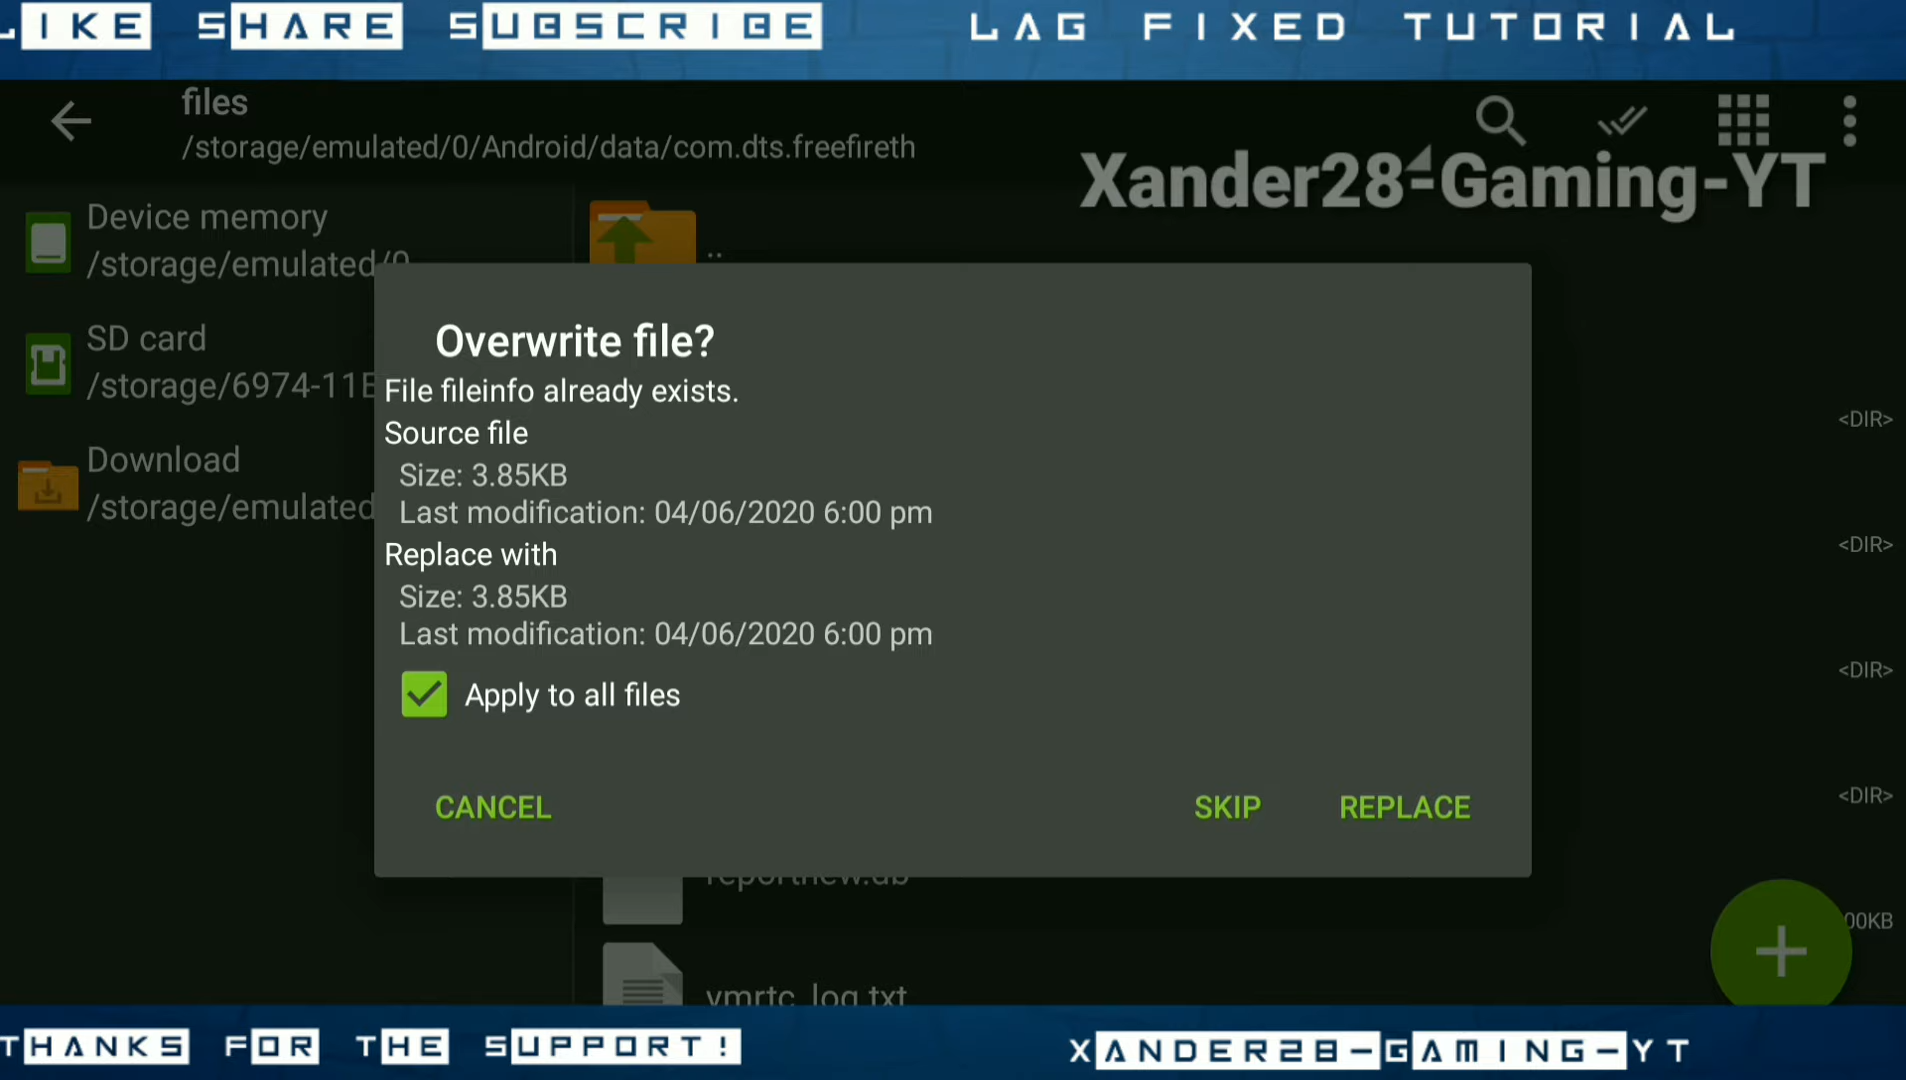 LIKE SHARE SUBSCRIBE
LAG FIXED TUTORIAL
files
/storage/emulated/0/Android/data/com.dts.freefireth
Xander28-Gaming-YT
Device memory
/storage/emulated/0
..
SD card
/storage/6974-11E
Download
/storage/emulated
Overwrite file?
File fileinfo already exists.
Source file
Size: 3.85KB
Last modification: 04/06/2020 6:00 pm
Replace with
Size: 3.85KB
Last modification: 04/06/2020 6:00 pm
Apply to all files
CANCEL
SKIP
REPLACE
<DIR>
<DIR>
<DIR>
<DIR>
reportnew.db
00KB
vmrtc_log.txt
THANKS FOR THE SUPPORT!
XANDER28-GAMING-YT